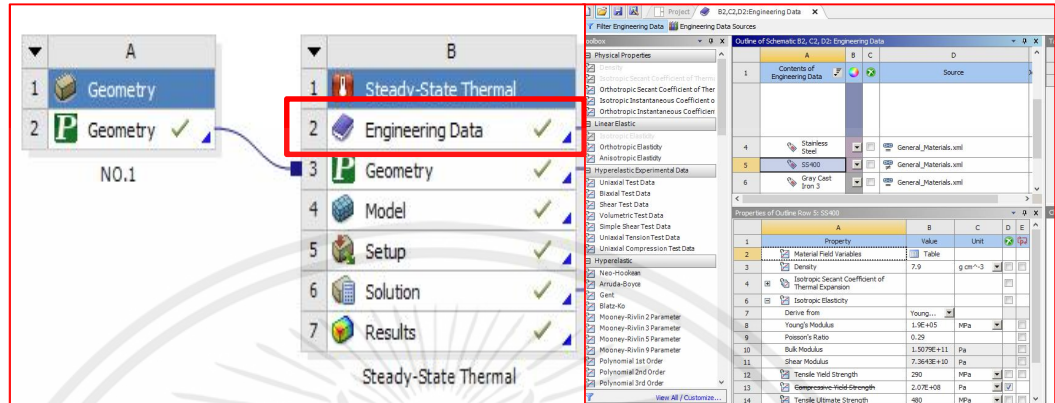 A
1 Geometry
2 P Geometry
NO.1
B
1 Steady-State Thermal
2 Engineering Data
3 P Geometry
4 Model
5 Setup
6 Solution
7 Results
Steady-State Thermal
Project B2,C2,D2:Engineering Data X
Filter Engineering Data Engineering Data Sources
oolbox
Physical Properties
Density
Isotropic Secant Coefficient of Thermal
Orthotropic Secant Coefficient of Ther
Isotropic Instantaneous Coefficient o
Orthotropic Instantaneous Coefficien
Linear Elastic
Isotropic Elasticity
Orthotropic Elasticity
Anisotropic Elasticity
Hyperelastic Experimental Data
Uniaxial Test Data
Biaxial Test Data
Shear Test Data
Volumetric Test Data
Simple Shear Test Data
Uniaxial Tension Test Data
Uniaxial Compression Test Data
Hyperelastic
Neo-Hookean
Arruda-Boyce
Gent
Blatz-Ko
Mooney-Rivlin 2 Parameter
Mooney-Rivlin 3 Parameter
Mooney-Rivlin 5 Parameter
Mooney-Rivlin 9 Parameter
Polynomial 1st Order
Polynomial 2nd Order
Polynomial 3rd Order
View All / Customize...
Outline of Schematic B2, C2, D2: Engineering Data
A B C D
1 Contents of Engineering Data Source
4 Stainless Steel General_Materials.xml
5 SS400 General_Materials.xml
6 Gray Cast Iron 3 General_Materials.xml
Properties of Outline Row 5: SS400
A B C D E
1 Property Value Unit
2 Material Field Variables Table
3 Density 7.9 g cm^-3
4 Isotropic Secant Coefficient of Thermal Expansion
6 Isotropic Elasticity
7 Derive from Young...
8 Young's Modulus 1.9E+05 MPa
9 Poisson's Ratio 0.29
10 Bulk Modulus 1.5079E+11 Pa
11 Shear Modulus 7.3643E+10 Pa
12 Tensile Yield Strength 290 MPa
13 Compressive Yield Strength 2.07E+08 Pa
14 Tensile Ultimate Strength 480 MPa